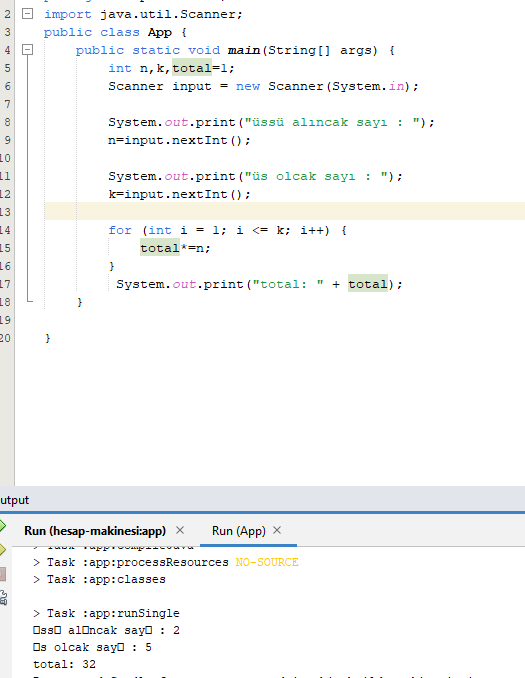 2 import java.util.Scanner;
3 public class App {
4 public static void main(String[] args) {
5 int n,k,total=1;
6 Scanner input = new Scanner(System.in);
7
8 System.out.print("üssü alıncak sayı : ");
9 n=input.nextInt();
10
11 System.out.print("üs olcak sayı : ");
12 k=input.nextInt();
13
14 for (int i = 1; i <= k; i++) {
15 total*=n;
16 }
17 System.out.print("total: " + total);
18 }
19
20 }
utput
Run (hesap-makinesi:app) × Run (App) ×
> Task :app:compileJava
> Task :app:processResources NO-SOURCE
> Task :app:classes
> Task :app:runSingle
□ss□ al□ncak say□ : 2
□s olcak say□ : 5
total: 32